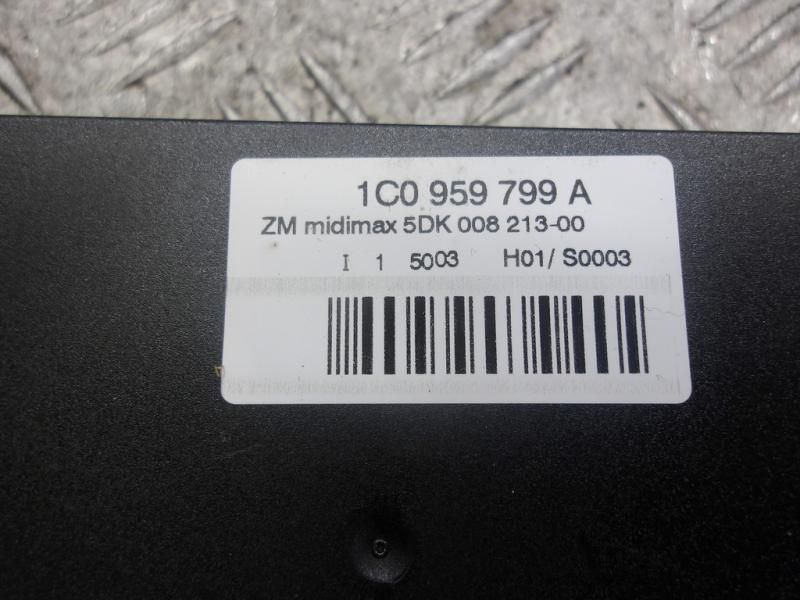 1C0 959 799 A
ZM midimax 5DK 008 213-00
I 1 5003 H01/ S0003